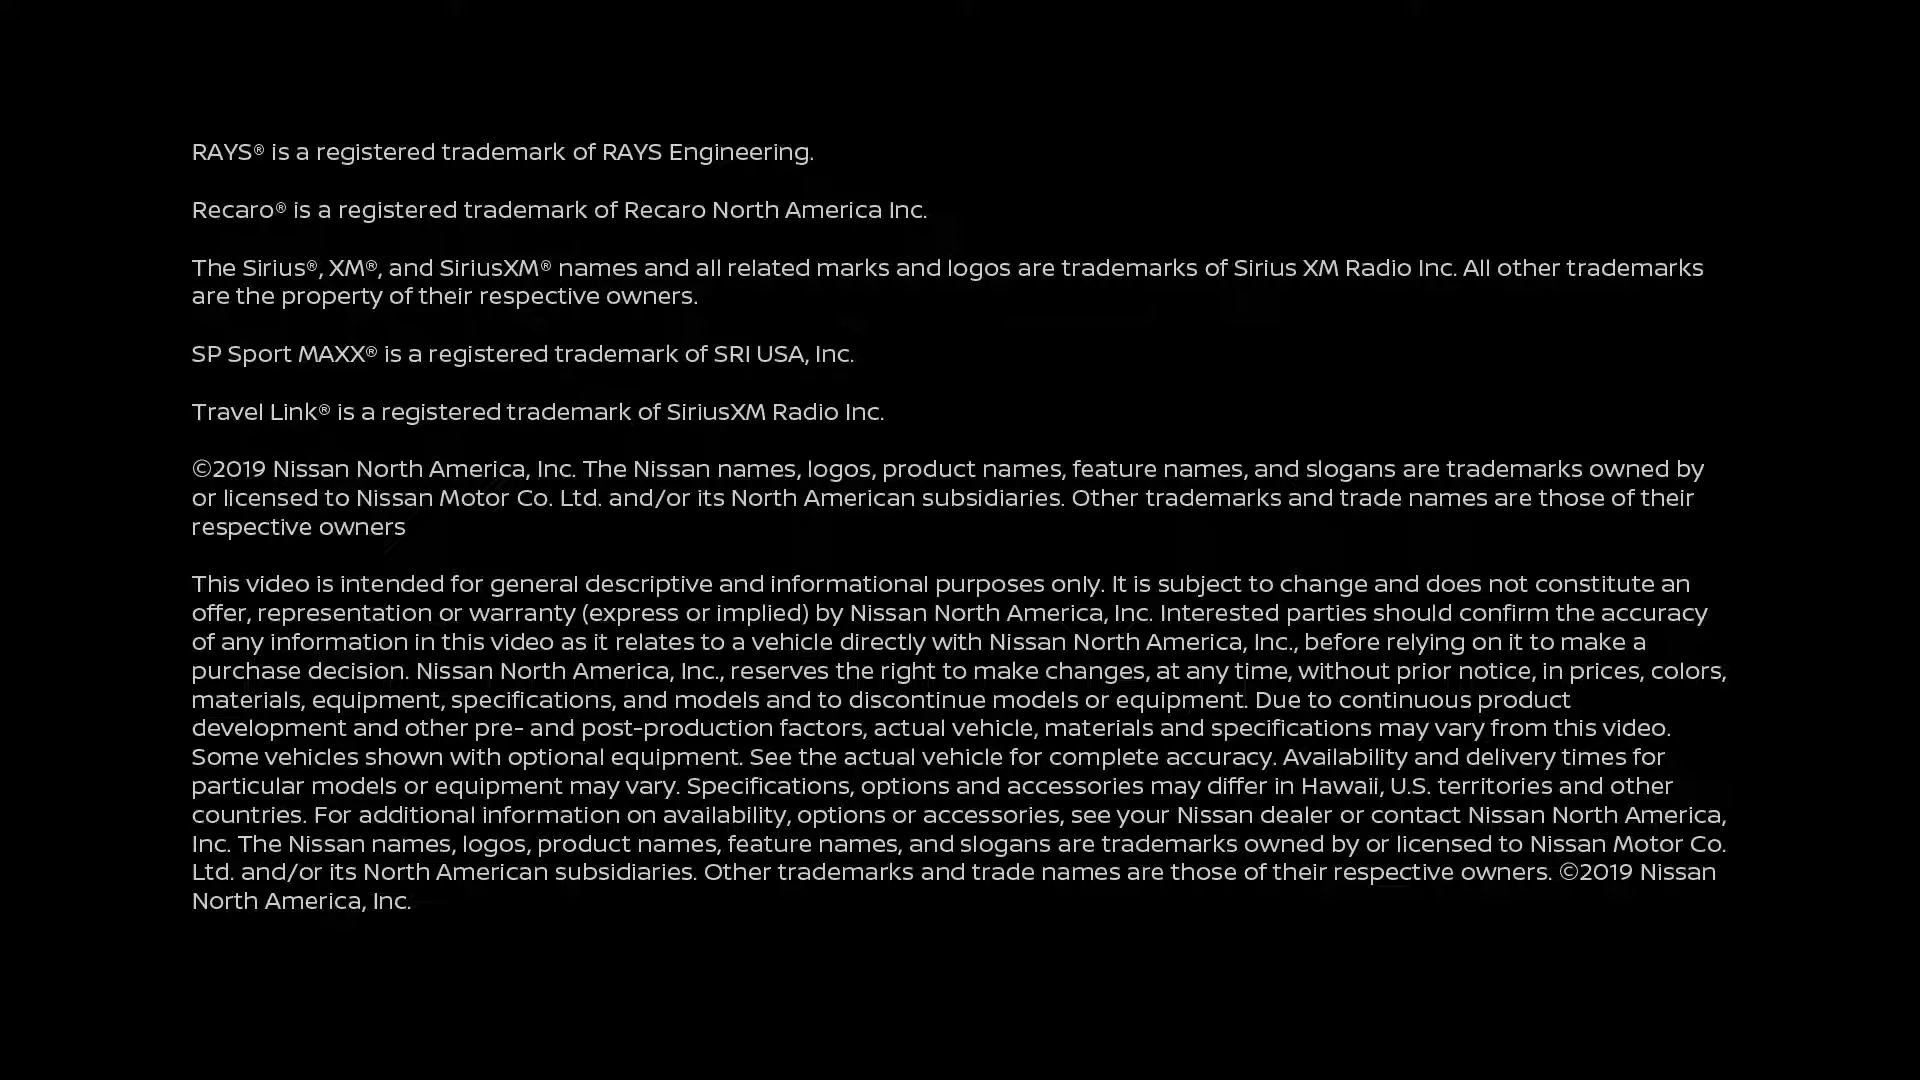 RAYS® is a registered trademark of RAYS Engineering.
Recaro® is a registered trademark of Recaro North America Inc.
The Sirius®, XM®, and SiriusXM® names and all related marks and logos are trademarks of Sirius XM Radio Inc. All other trademarks
are the property of their respective owners.
SP Sport MAXX® is a registered trademark of SRI USA, Inc.
Travel Link® is a registered trademark of SiriusXM Radio Inc.
©2019 Nissan North America, Inc. The Nissan names, logos, product names, feature names, and slogans are trademarks owned by
or licensed to Nissan Motor Co. Ltd. and/or its North American subsidiaries. Other trademarks and trade names are those of their
respective owners
This video is intended for general descriptive and informational purposes only. It is subject to change and does not constitute an
offer, representation or warranty (express or implied) by Nissan North America, Inc. Interested parties should confirm the accuracy
of any information in this video as it relates to a vehicle directly with Nissan North America, Inc., before relying on it to make a
purchase decision. Nissan North America, Inc., reserves the right to make changes, at any time, without prior notice, in prices, colors,
materials, equipment, specifications, and models and to discontinue models or equipment. Due to continuous product
development and other pre- and post-production factors, actual vehicle, materials and specifications may vary from this video.
Some vehicles shown with optional equipment. See the actual vehicle for complete accuracy. Availability and delivery times for
particular models or equipment may vary. Specifications, options and accessories may differ in Hawaii, U.S. territories and other
countries. For additional information on availability, options or accessories, see your Nissan dealer or contact Nissan North America,
Inc. The Nissan names, logos, product names, feature names, and slogans are trademarks owned by or licensed to Nissan Motor Co.
Ltd. and/or its North American subsidiaries. Other trademarks and trade names are those of their respective owners. ©2019 Nissan
North America, Inc.